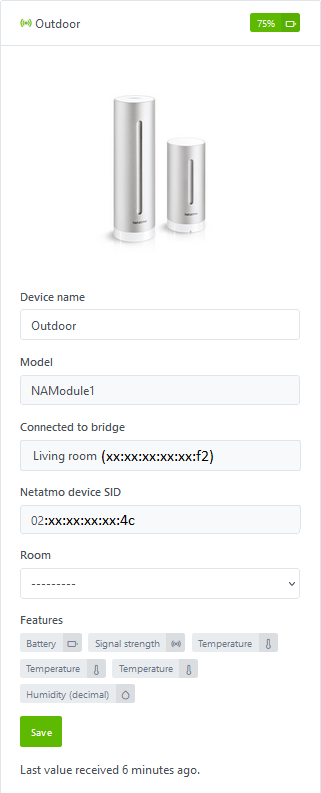 Outdoor
75%
Device name
Outdoor
Model
NAModule1
Connected to bridge
Living room (xx:xx:xx:xx:xx:f2)
Netatmo device SID
02:xx:xx:xx:xx:4c
Room
---------
Features
Battery Signal strength Temperature
Temperature Temperature
Humidity (decimal)
Save
Last value received 6 minutes ago.